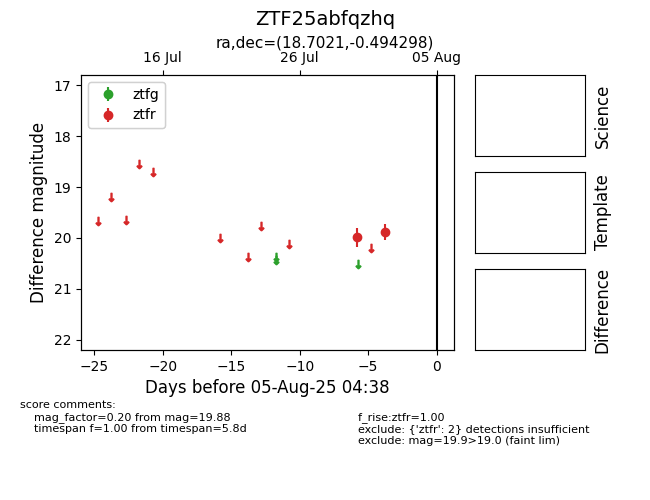 ZTF25abfqzhq
ra,dec=(18.7021,-0.494298)
16 Jul 26 Jul 05 Aug
ztfg
ztfr
17
18
19
20
21
22
Difference magnitude
−25 −20 −15 −10 −5 0
Days before 05-Aug-25 04:38
Science
Template
Difference
score comments:
mag_factor=0.20 from mag=19.88
timespan f=1.00 from timespan=5.8d
f_rise:ztfr=1.00
exclude: {'ztfr': 2} detections insufficient
exclude: mag=19.9>19.0 (faint lim)